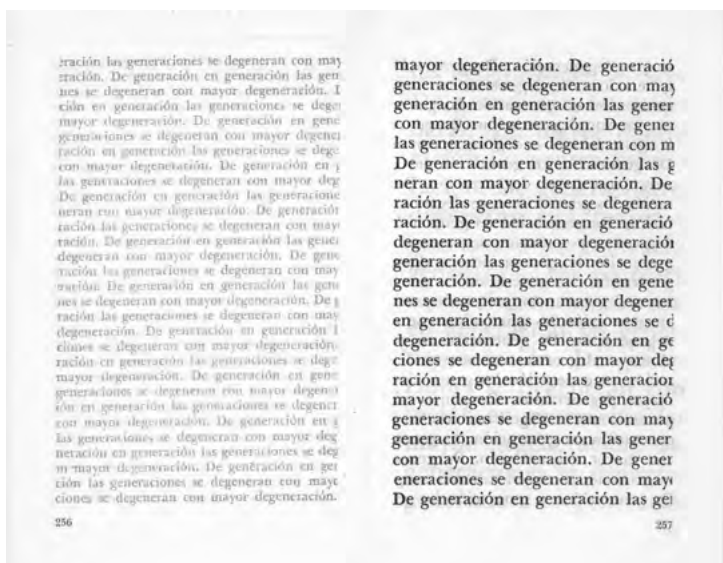 eración las generaciones se degeneran con may
eración. De generación en generación las gen
nes se degeneran con mayor degeneración. I
ción en generación las generaciones se dege
mayor degeneración. De generación en gene
generaciones se degeneran con mayor degener
ración en generación las generaciones se dege
con mayor degeneración. De generación en g
las generaciones se degeneran con mayor deg
De generación en generación las generacione
neran con mayor degeneración. De generación
ración las generaciones se degeneran con mayo
ración. De generación en generación las gener
degeneran con mayor degeneración. De gene
ración las generaciones se degeneran con may
eración. De generación en generación las gene
nes se degeneran con mayor degeneración. De g
ración las generaciones se degeneran con may
degeneración. De generación en generación l
ciones se degeneran con mayor degeneración.
ración en generación las generaciones se dege
mayor degeneración. De generación en gene
generaciones se degeneran con mayor degenera
ión en generación las generaciones se degener
con mayor degeneración. De generación en g
las generaciones se degeneran con mayor deg
neración en generación las generaciones se deg
n mayor degeneración. De generación en gen
ción las generaciones se degeneran con mayo
ciones se degeneran con mayor degeneración.
256
mayor degeneración. De generació
generaciones se degeneran con may
generación en generación las gener
con mayor degeneración. De gener
las generaciones se degeneran con m
De generación en generación las g
neran con mayor degeneración. De
ración las generaciones se degenera
ración. De generación en generació
degeneran con mayor degeneración
generación las generaciones se dege
generación. De generación en gene
nes se degeneran con mayor degener
en generación las generaciones se d
degeneración. De generación en ge
ciones se degeneran con mayor deg
ración en generación las generacion
mayor degeneración. De generació
generaciones se degeneran con may
generación en generación las gener
con mayor degeneración. De gener
eneraciones se degeneran con mayo
De generación en generación las gen
257